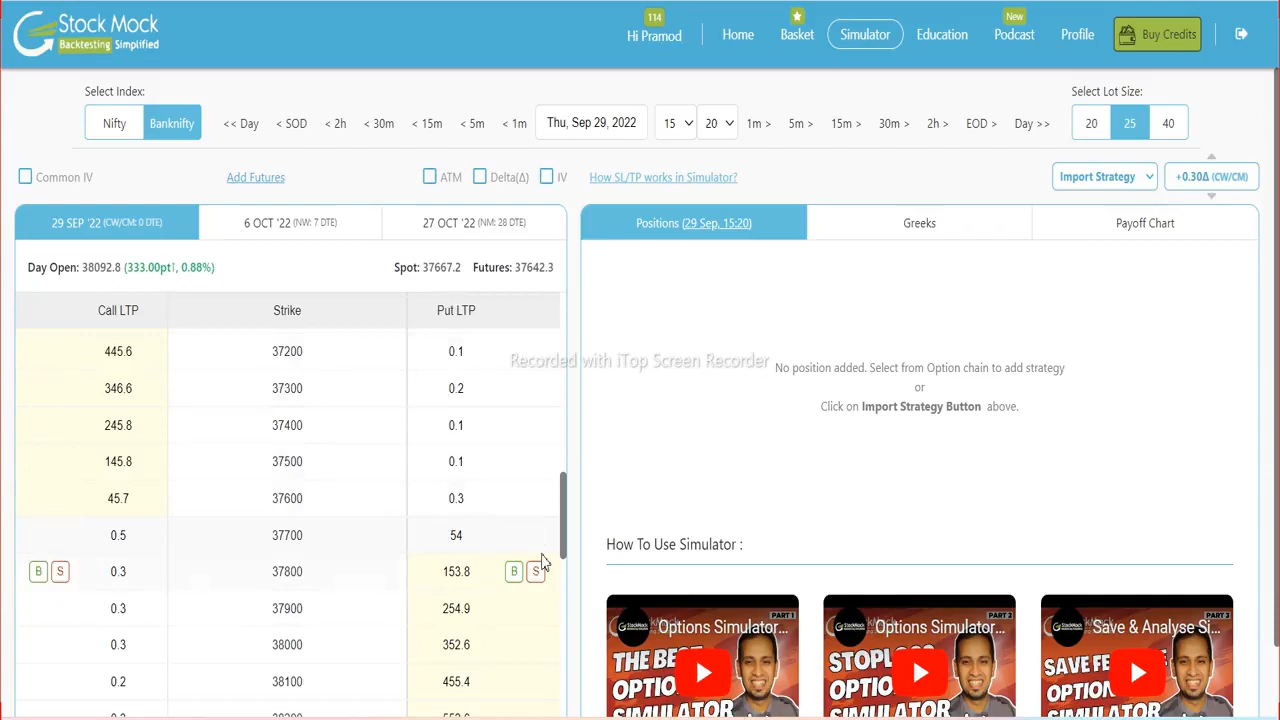 Stock Mock
Backtesting Simplified
114
Hi Pramod
Home
Basket
Simulator
Education
New
Podcast
Profile
Buy Credits
Select Index:
Nifty
Banknifty
<< Day
< SOD
< 2h
< 30m
< 15m
< 5m
< 1m
Thu, Sep 29, 2022
15
20
1m >
5m >
15m >
30m >
2h >
EOD >
Day >>
Select Lot Size:
20
25
40
Common IV
Add Futures
ATM
Delta(Δ)
IV
How SL/TP works in Simulator?
Import Strategy
+0.30Δ (CW/CM)
29 SEP '22 (CW/CM: 0 DTE)
6 OCT '22 (NW: 7 DTE)
27 OCT '22 (NM: 28 DTE)
Positions (29 Sep, 15:20)
Greeks
Payoff Chart
Day Open: 38092.8 (333.00pt↑, 0.88%)
Spot: 37667.2 Futures: 37642.3
Call LTP Strike Put LTP
445.6 37200 0.1
346.6 37300 0.2
245.8 37400 0.1
145.8 37500 0.1
45.7 37600 0.3
0.5 37700 54
B S 0.3 37800 153.8 B S
0.3 37900 254.9
0.3 38000 352.6
0.2 38100 455.4
Recorded with iTop Screen Recorder
No position added. Select from Option chain to add strategy
or
Click on Import Strategy Button above.
How To Use Simulator :
Options Simulator...
PART 1
THE BEST
OPTION
SIMULATOR
Options Simulator...
PART 2
STOPLOSS
OPTION
SIMULATOR
Save & Analyse Si...
PART 3
SAVE
OPTION
SIMULATOR